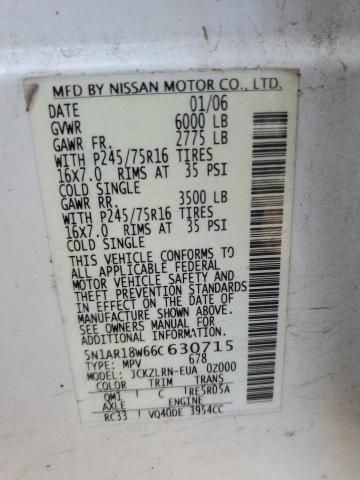 MFD BY NISSAN MOTOR CO., LTD.
DATE 01/06
GVWR 6000 LB
GAWR FR. 2775 LB
WITH P245/75R16 TIRES
16X7.0 RIMS AT 35 PSI
COLD SINGLE
GAWR RR. 3500 LB
WITH P245/75R16 TIRES
16X7.0 RIMS AT 35 PSI
COLD SINGLE
THIS VEHICLE CONFORMS TO
ALL APPLICABLE FEDERAL
MOTOR VEHICLE SAFETY AND
THEFT PREVENTION STANDARDS
IN EFFECT ON THE DATE OF
MANUFACTURE SHOWN ABOVE.
SEE OWNERS MANUAL FOR
ADDITIONAL INFORMATION.
5N1AR18W66C630715
TYPE: MPV 678
MODEL: JCKZLRN-EUA 0Z000
COLOR TRIM TRANS
QM1 C TRE5R05A
AXLE ENGINE
RC33 VQ40DE 3954CC